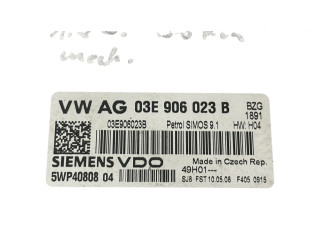 mech.
VW AG 03E 906 023 B BZG
1891
03E906023B Petrol SIMOS 9.1 HW: H04
SIEMENS VDO Made in Czech Rep.
5WP40808 04 49H01---
SJ8 FST 10.05.06 F405 0915